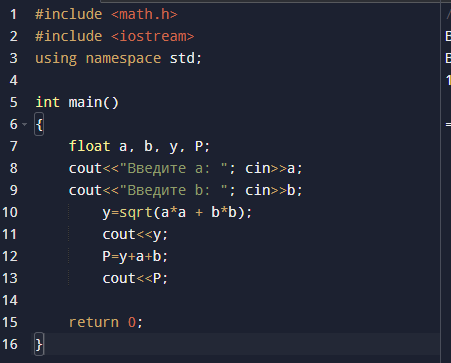 1 #include <math.h>
2 #include <iostream>
3 using namespace std;
4
5 int main()
6 {
7 float a, b, y, P;
8 cout<<"Введите a: "; cin>>a;
9 cout<<"Введите b: "; cin>>b;
10 y=sqrt(a*a + b*b);
11 cout<<y;
12 P=y+a+b;
13 cout<<P;
14
15 return 0;
16 }